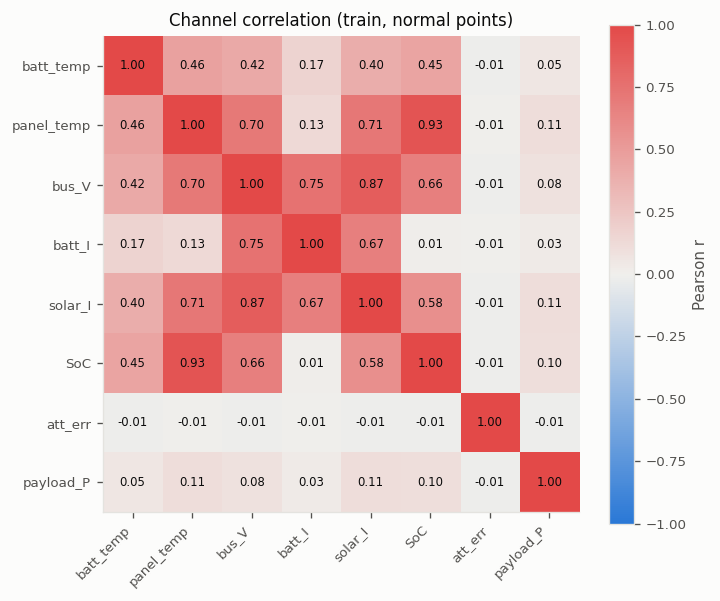 Channel correlation (train, normal points)
batt_temp 1.00 0.46 0.42 0.17 0.40 0.45 -0.01 0.05
panel_temp 0.46 1.00 0.70 0.13 0.71 0.93 -0.01 0.11
bus_V 0.42 0.70 1.00 0.75 0.87 0.66 -0.01 0.08
batt_I 0.17 0.13 0.75 1.00 0.67 0.01 -0.01 0.03
solar_I 0.40 0.71 0.87 0.67 1.00 0.58 -0.01 0.11
SoC 0.45 0.93 0.66 0.01 0.58 1.00 -0.01 0.10
att_err -0.01 -0.01 -0.01 -0.01 -0.01 -0.01 1.00 -0.01
payload_P 0.05 0.11 0.08 0.03 0.11 0.10 -0.01 1.00
batt_temp panel_temp bus_V batt_I solar_I SoC att_err payload_P
1.00
0.75
0.50
0.25
0.00
−0.25
−0.50
−0.75
−1.00
Pearson r